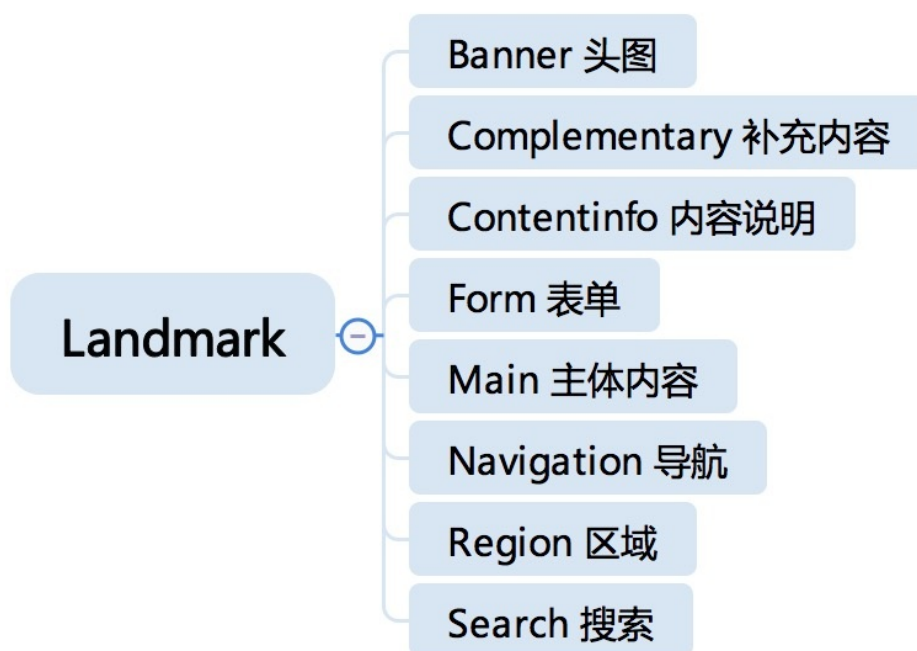 Banner 头图
Complementary 补充内容
Contentinfo 内容说明
Form 表单
Landmark
Main 主体内容
Navigation 导航
Region 区域
Search 搜索